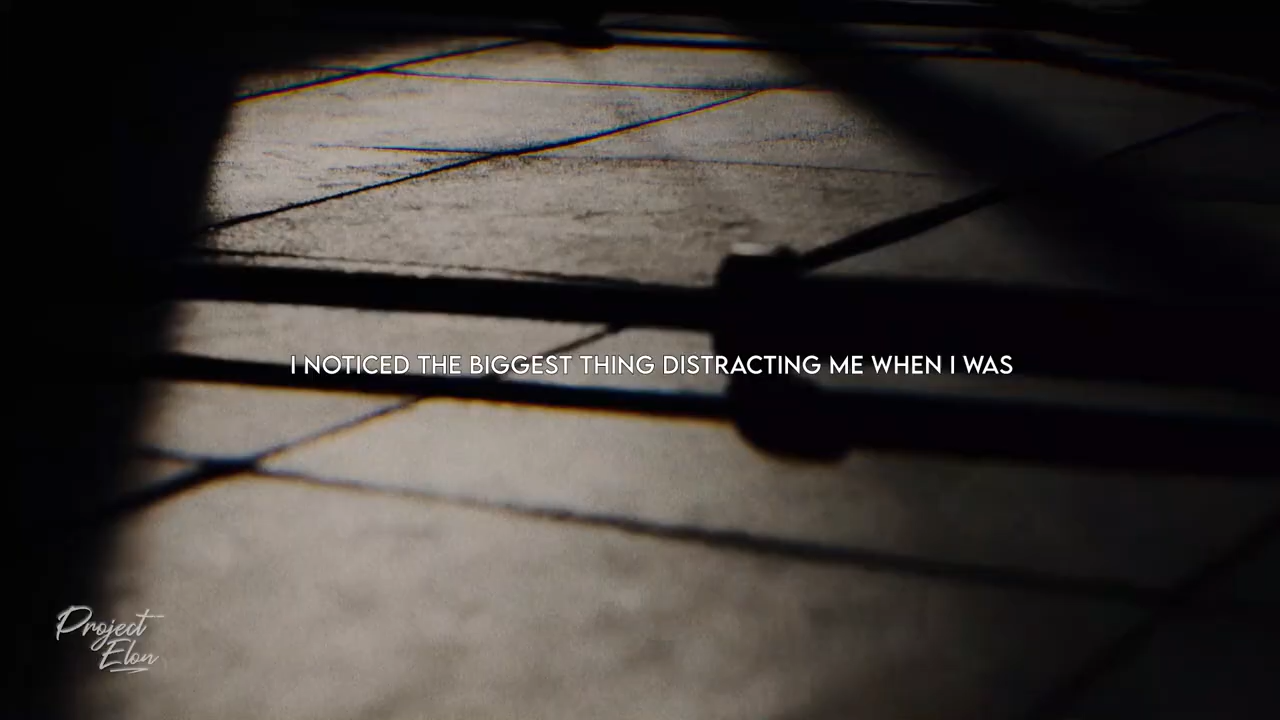 I NOTICED THE BIGGEST THING DISTRACTING ME WHEN I WAS
Project
Elon